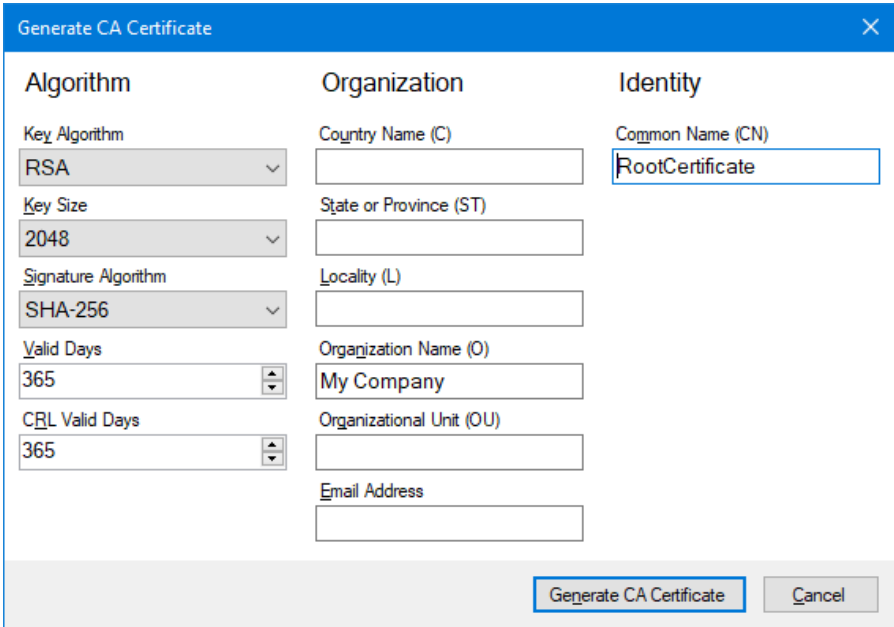 Generate CA Certificate
Algorithm
Organization
Identity
Key Algorithm
Country Name (C)
Common Name (CN)
RSA
RootCertificate
Key Size
State or Province (ST)
2048
Signature Algorithm
Locality (L)
SHA-256
Valid Days
Organization Name (O)
365
My Company
CRL Valid Days
Organizational Unit (OU)
365
Email Address
Generate CA Certificate
Cancel